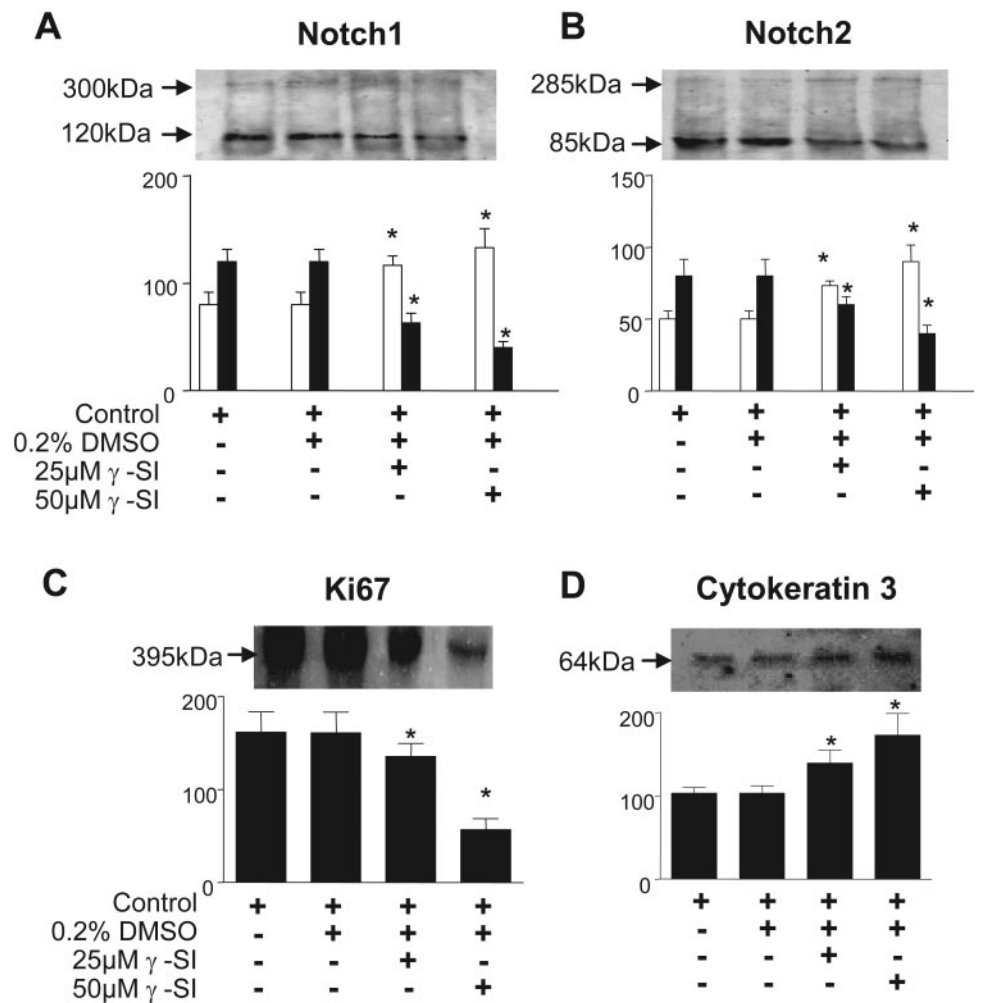 A
Notch1
300kDa
120kDa
200
100
0
* * * *
Control + + + +
0.2% DMSO - + + +
25µM γ -SI - - + -
50µM γ -SI - - - +
B
Notch2
285kDa
85kDa
150
100
50
0
* * * *
+ + + +
- + + +
- - + -
- - - +
C
Ki67
395kDa
200
100
0
* *
Control + + + +
0.2% DMSO - + + +
25µM γ -SI - - + -
50µM γ -SI - - - +
D
Cytokeratin 3
64kDa
200
100
0
* *
+ + + +
- + + +
- - + -
- - - +